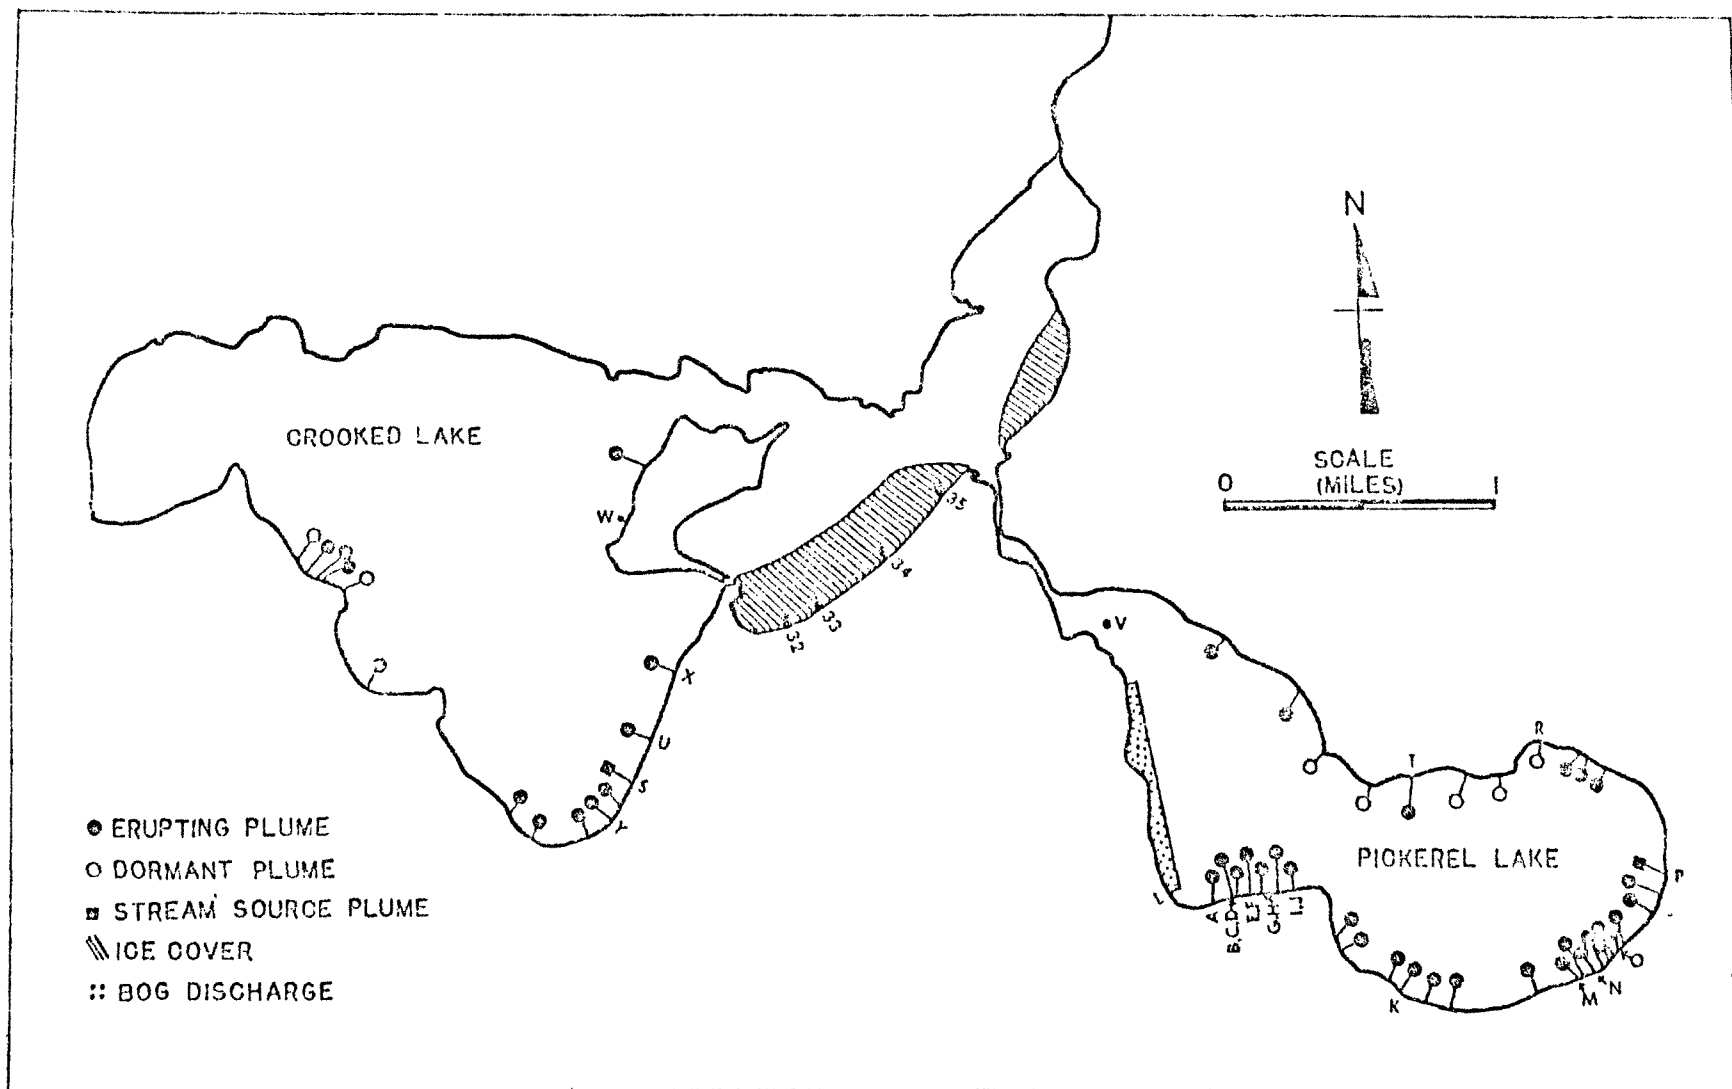 N
CROOKED LAKE
SCALE
(MILES)
0 1
W
35
34
33
32
V
X
U
S
Y
T
R
PICKEREL LAKE
P
L
A
B,C,D
E,F
G,H
I,J
K
M
N
O
ERUPTING PLUME
DORMANT PLUME
STREAM SOURCE PLUME
ICE COVER
BOG DISCHARGE